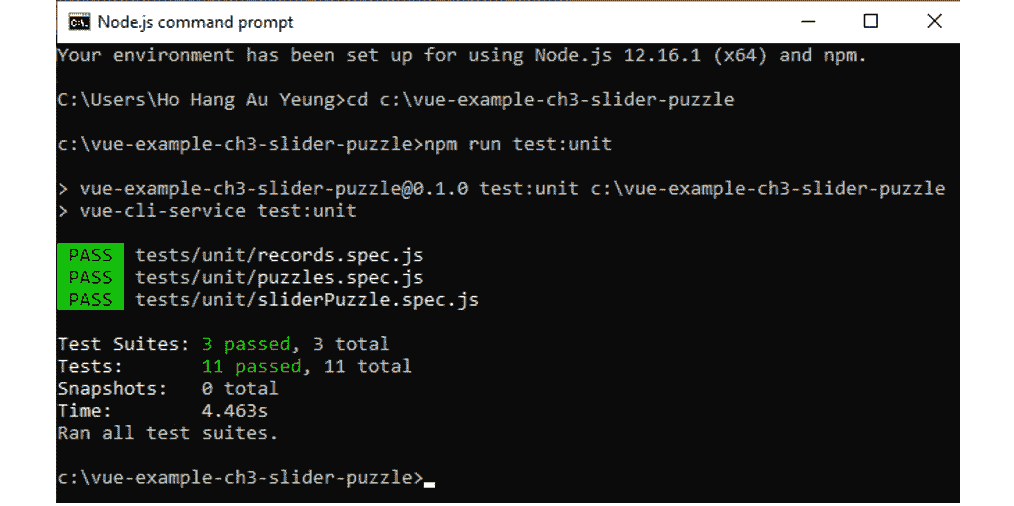 Node.js command prompt
Your environment has been set up for using Node.js 12.16.1 (x64) and npm.
C:\Users\Ho Hang Au Yeung>cd c:\vue-example-ch3-slider-puzzle
c:\vue-example-ch3-slider-puzzle>npm run test:unit
> vue-example-ch3-slider-puzzle@0.1.0 test:unit c:\vue-example-ch3-slider-puzzle
> vue-cli-service test:unit
PASS tests/unit/records.spec.js
PASS tests/unit/puzzles.spec.js
PASS tests/unit/sliderPuzzle.spec.js
Test Suites: 3 passed, 3 total
Tests: 11 passed, 11 total
Snapshots: 0 total
Time: 4.463s
Ran all test suites.
c:\vue-example-ch3-slider-puzzle>